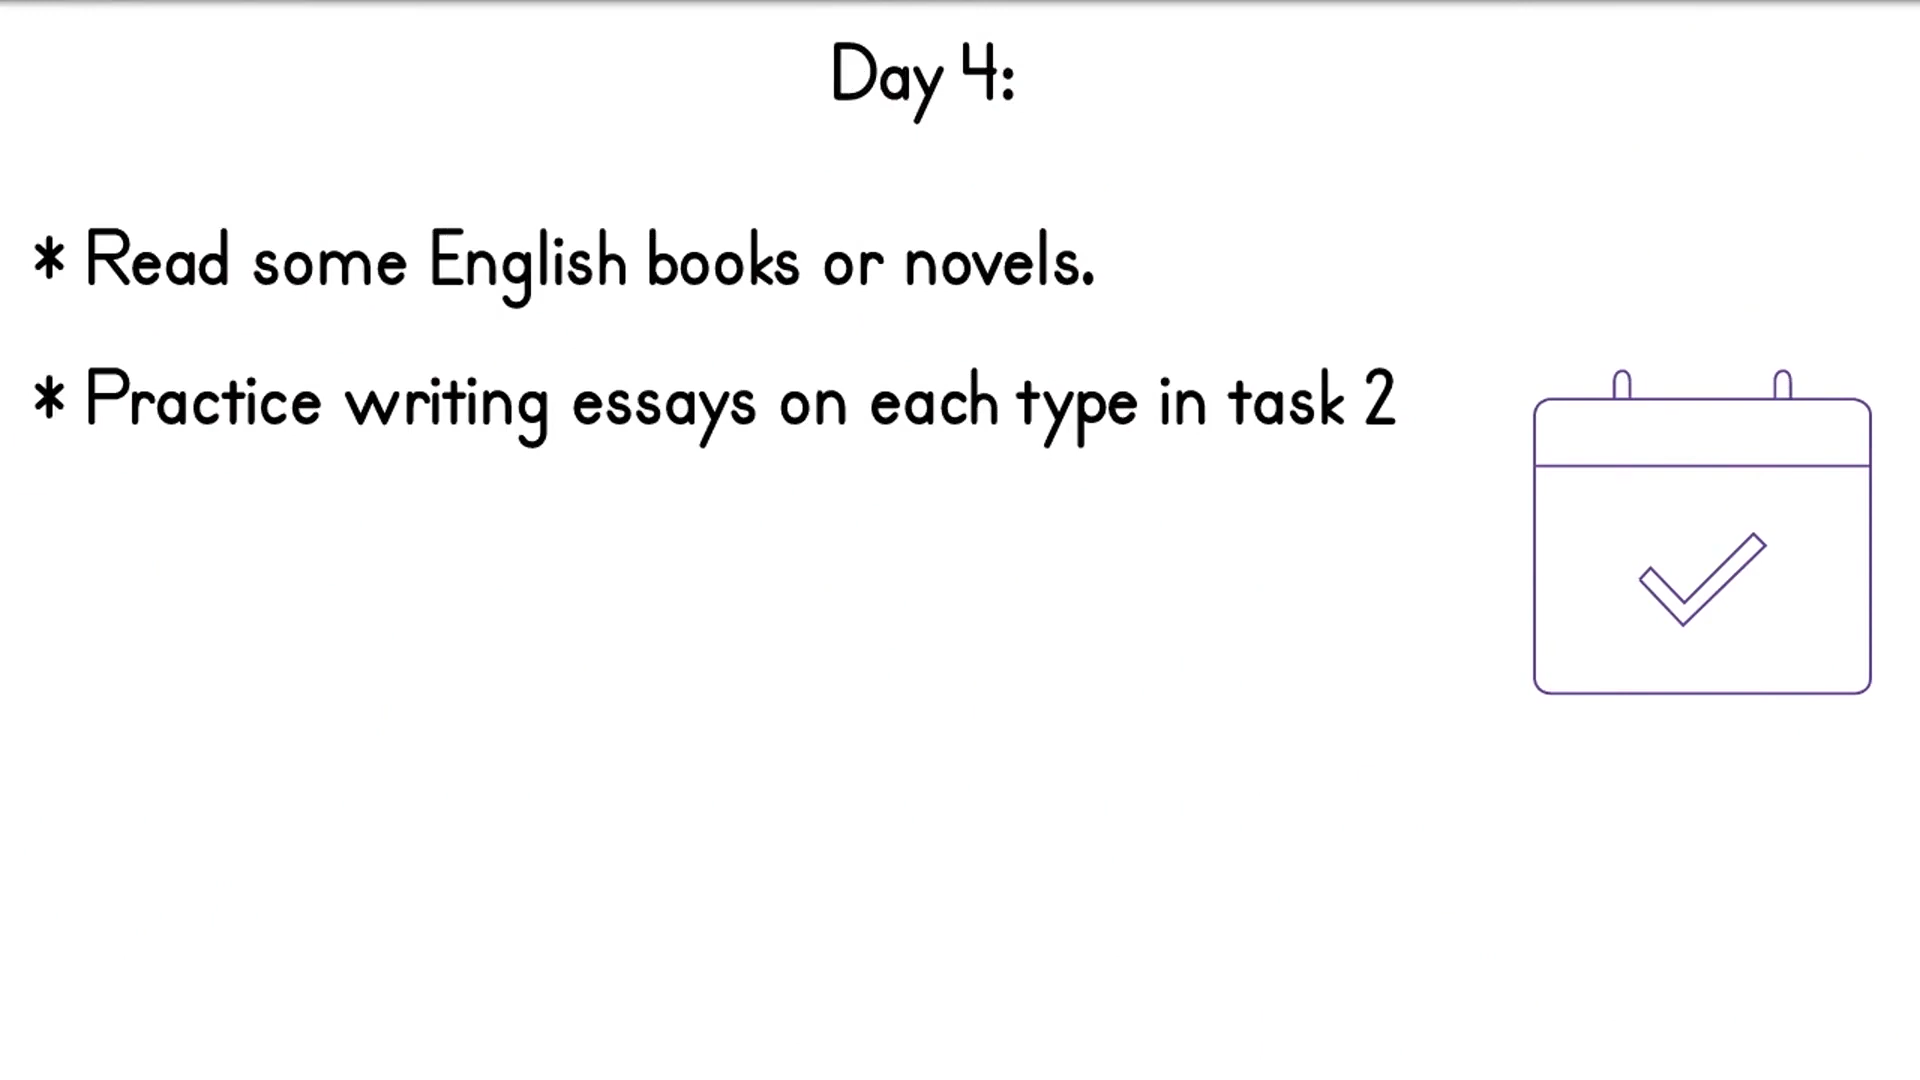 Day 4:
* Read some English books or novels.
* Practice writing essays on each type in task 2